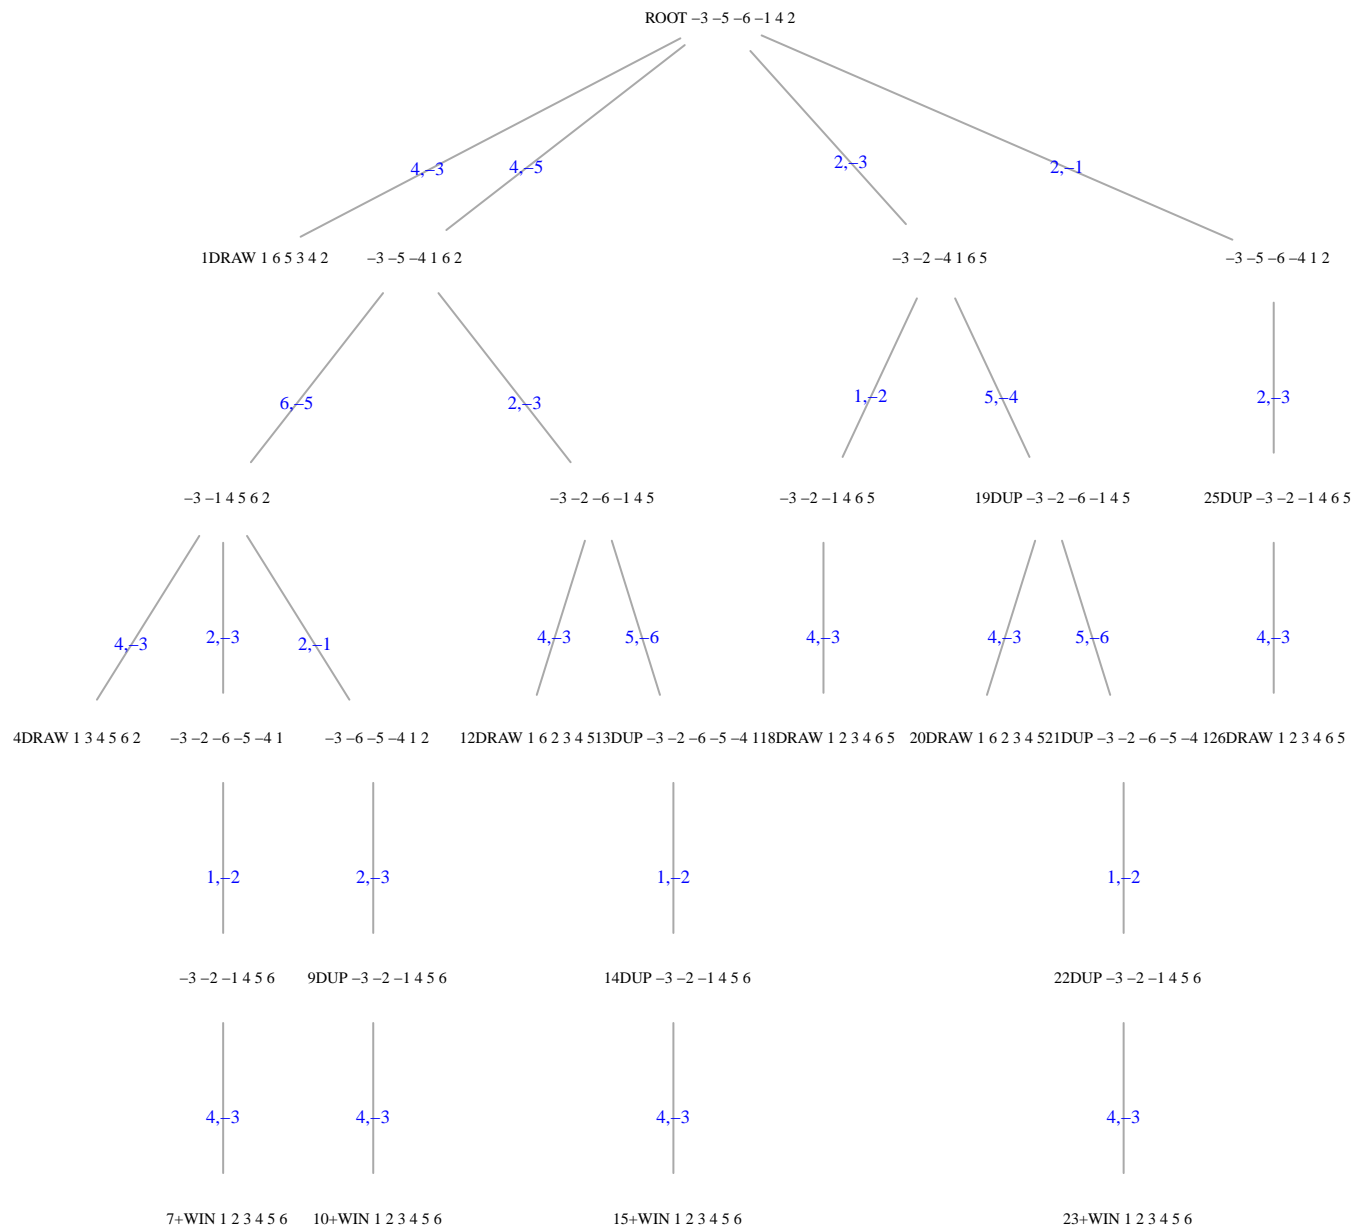 ROOT −3 −5 −6 −1 4 2
4,−3 4,−5 2,−3 2,−1
1DRAW 1 6 5 3 4 2 −3 −5 −4 1 6 2 −3 −2 −4 1 6 5 −3 −5 −6 −4 1 2
6,−5 2,−3 1,−2 5,−4 2,−3
−3 −1 4 5 6 2 −3 −2 −6 −1 4 5 −3 −2 −1 4 6 5 19DUP −3 −2 −6 −1 4 5 25DUP −3 −2 −1 4 6 5
4,−3 2,−3 2,−1 4,−3 5,−6 4,−3 4,−3 5,−6 4,−3
4DRAW 1 3 4 5 6 2 −3 −2 −6 −5 −4 1 −3 −6 −5 −4 1 2 12DRAW 1 6 2 3 4 513DUP −3 −2 −6 −5 −4 118DRAW 1 2 3 4 6 5 20DRAW 1 6 2 3 4 521DUP −3 −2 −6 −5 −4 126DRAW 1 2 3 4 6 5
1,−2 2,−3 1,−2 1,−2
−3 −2 −1 4 5 6 9DUP −3 −2 −1 4 5 6 14DUP −3 −2 −1 4 5 6 22DUP −3 −2 −1 4 5 6
4,−3 4,−3 4,−3 4,−3
7+WIN 1 2 3 4 5 6 10+WIN 1 2 3 4 5 6 15+WIN 1 2 3 4 5 6 23+WIN 1 2 3 4 5 6